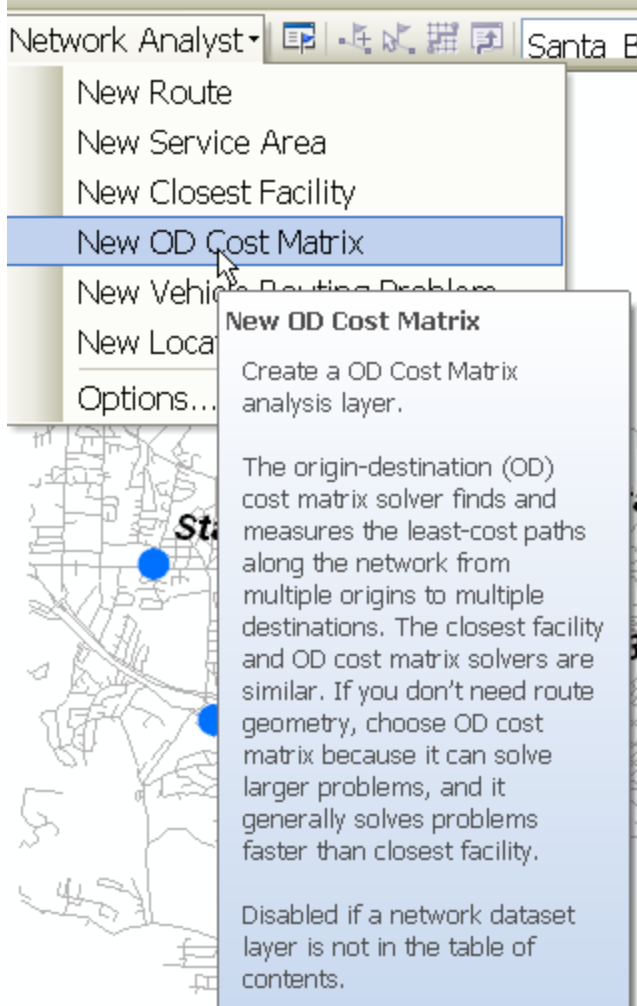 Network Analyst
Santa B
New Route
New Service Area
New Closest Facility
New OD Cost Matrix
New Vehicle Routing Problem
New Loca
Options...
New OD Cost Matrix
Create a OD Cost Matrix
analysis layer.
The origin-destination (OD)
cost matrix solver finds and
measures the least-cost paths
along the network from
multiple origins to multiple
destinations. The closest facility
and OD cost matrix solvers are
similar. If you don't need route
geometry, choose OD cost
matrix because it can solve
larger problems, and it
generally solves problems
faster than closest facility.
Disabled if a network dataset
layer is not in the table of
contents.
Sta